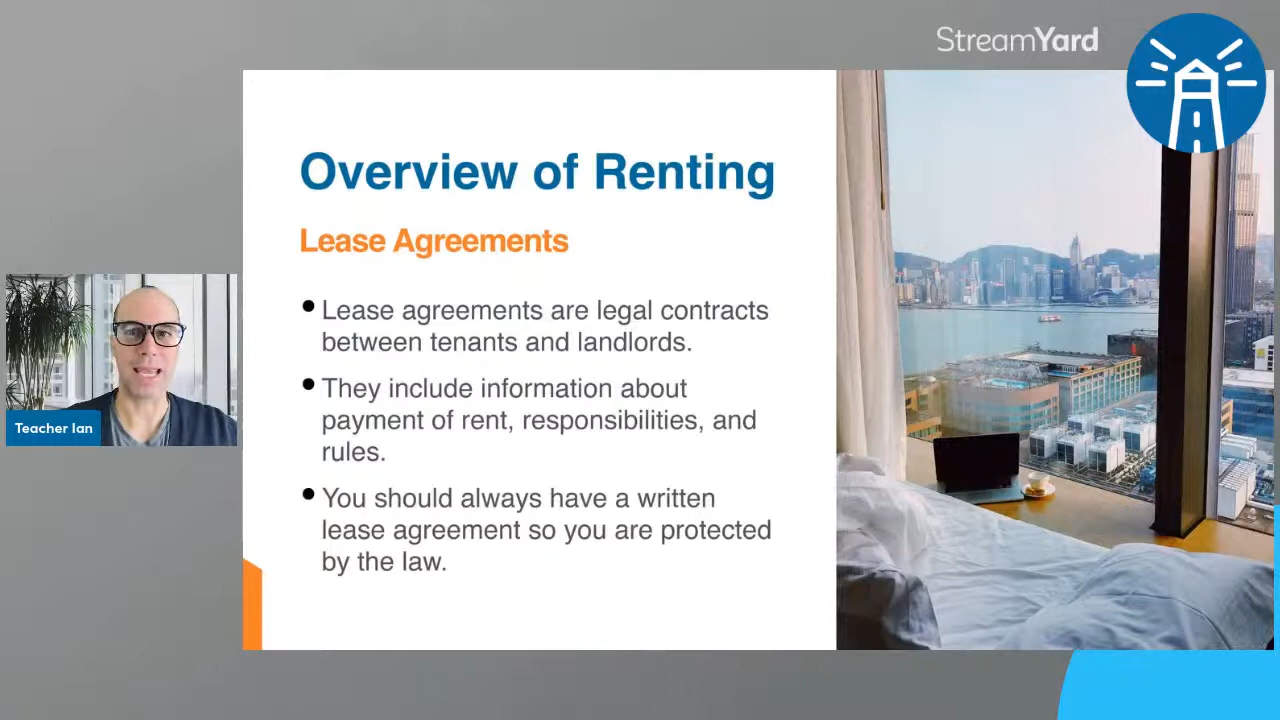 StreamYard
Overview of Renting
Lease Agreements
• Lease agreements are legal contracts
between tenants and landlords.
• They include information about
payment of rent, responsibilities, and
rules.
• You should always have a written
lease agreement so you are protected
by the law.
Teacher Ian